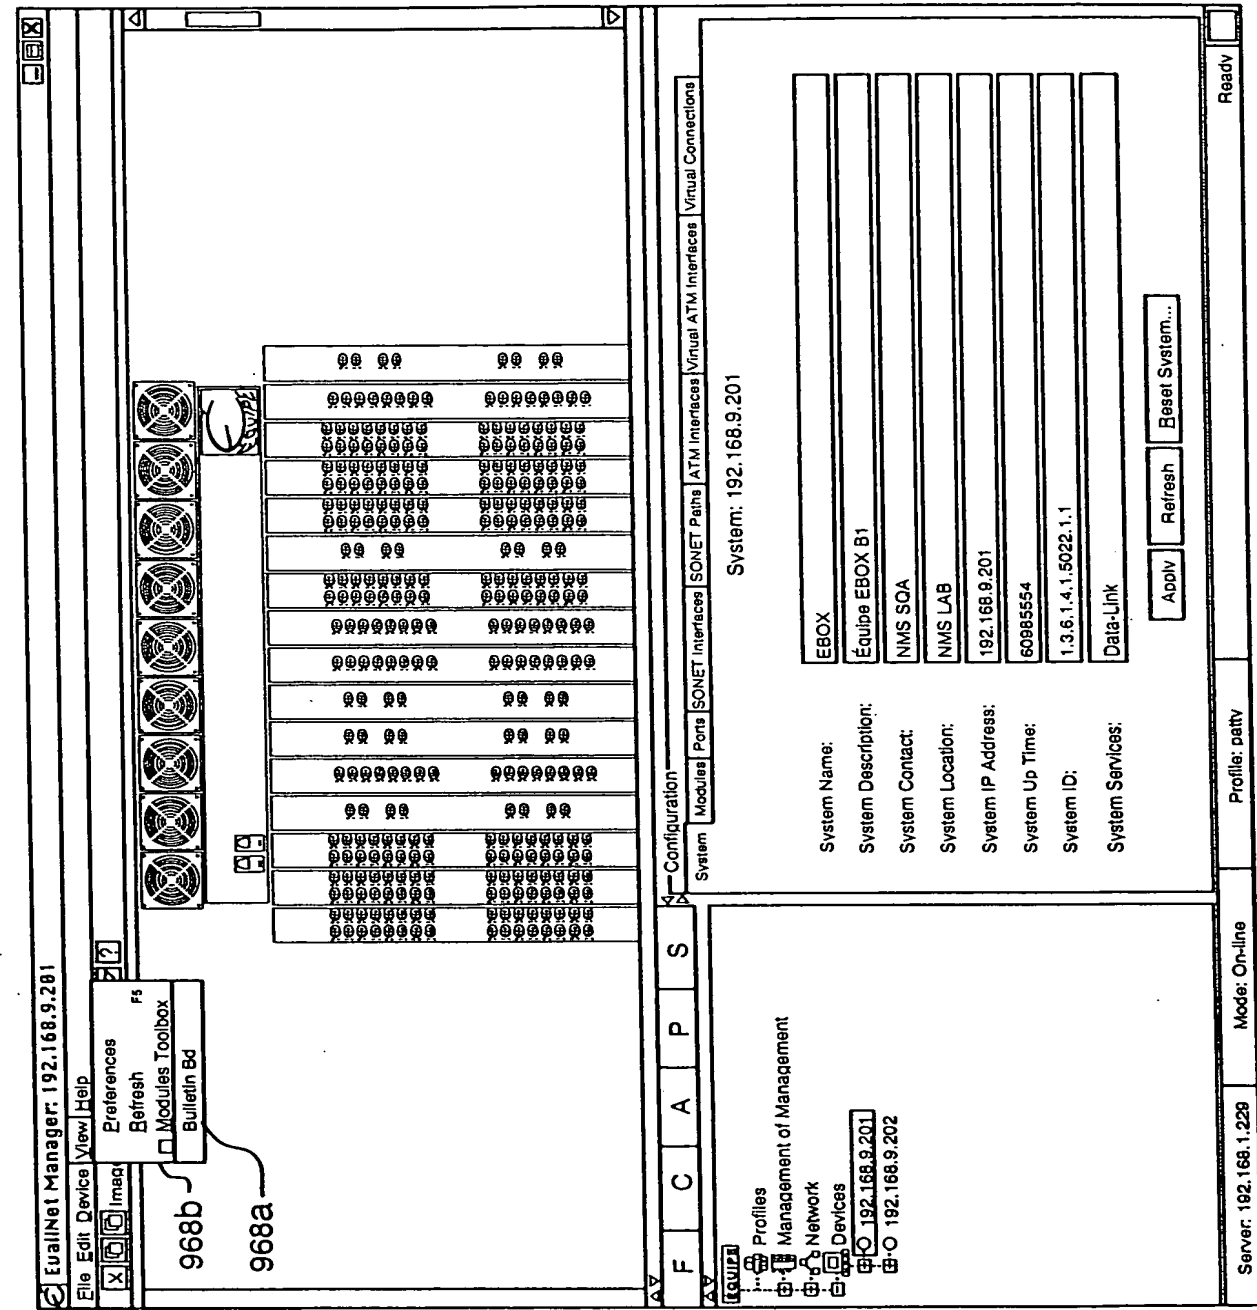 EualNet Manager: 192.168.9.201
File Edit Device View Help
Image
?
Preferences
Refresh F5
Modules Toolbox
Bulletin Bd
968b
968a
EQUIPE
F C A P S
EQUIPE
Profiles
Management of Management
Network
Devices
192.168.9.201
192.168.9.202
Configuration
System Modules Ports SONET Interfaces SONET Paths ATM Interfaces Virtual ATM Interfaces Virtual Connections
System: 192.168.9.201
System Name: EBOX
System Description: Équipe EBOX B1
System Contact: NMS SQA
System Location: NMS LAB
System IP Address: 192.168.9.201
System Up Time: 60985554
System ID: 1.3.6.1.4.1.5022.1.1
System Services: Data-Link
Apply Refresh Reset System...
Server: 192.168.1.229 Mode: On-line Profile: patty Ready